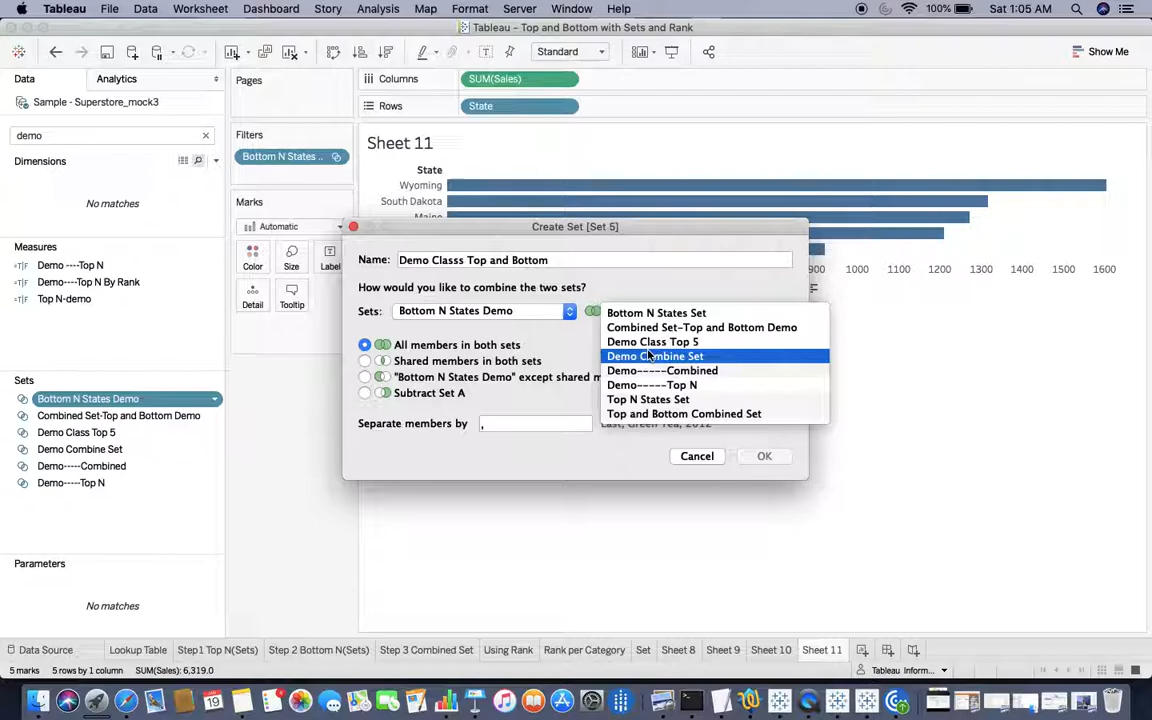 Tableau File Data Worksheet Dashboard Story Analysis Map Format Server Window Help 100% Sat 1:05 AM
Tableau - Top and Bottom with Sets and Rank
Standard Show Me
Data Analytics Pages Columns SUM(Sales)
Sample - Superstore_mock3 Rows State
demo Filters
Bottom N States .. Sheet 11
Dimensions
No matches
Marks
Automatic
Color Size Label
Detail Tooltip
State
Wyoming
South Dakota
Maine
900 1000 1100 1200 1300 1400 1500 1600
Measures
Demo ----Top N
Demo----Top N By Rank
Top N-demo
Sets
Bottom N States Demo
Combined Set-Top and Bottom Demo
Demo Class Top 5
Demo Combine Set
Demo-----Combined
Demo-----Top N
Parameters
No matches
Create Set [Set 5]
Name: Demo Classs Top and Bottom
How would you like to combine the two sets?
Sets: Bottom N States Demo
All members in both sets
Shared members in both sets
"Bottom N States Demo" except shared m
Subtract Set A
Separate members by ,
Last, Green Tea, 2012
Cancel OK
Bottom N States Set
Combined Set-Top and Bottom Demo
Demo Class Top 5
Demo Combine Set
Demo-----Combined
Demo-----Top N
Top N States Set
Top and Bottom Combined Set
Data Source Lookup Table Step1 Top N(Sets) Step 2 Bottom N(Sets) Step 3 Combined Set Using Rank Rank per Category Set Sheet 8 Sheet 9 Sheet 10 Sheet 11
5 marks 5 rows by 1 column SUM(Sales): 6,319.0 Tableau Inform...